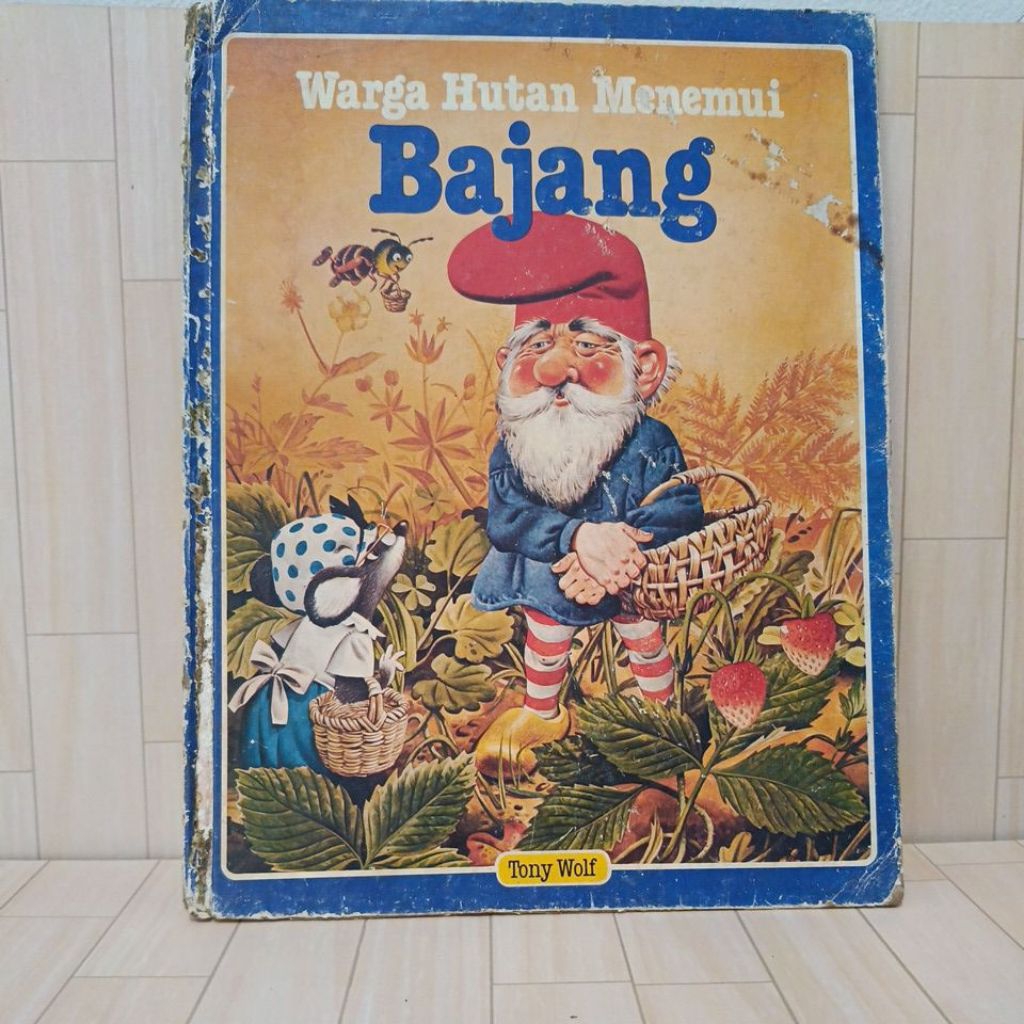 Warga Hutan Menemui
Bajang
Tony Wolf